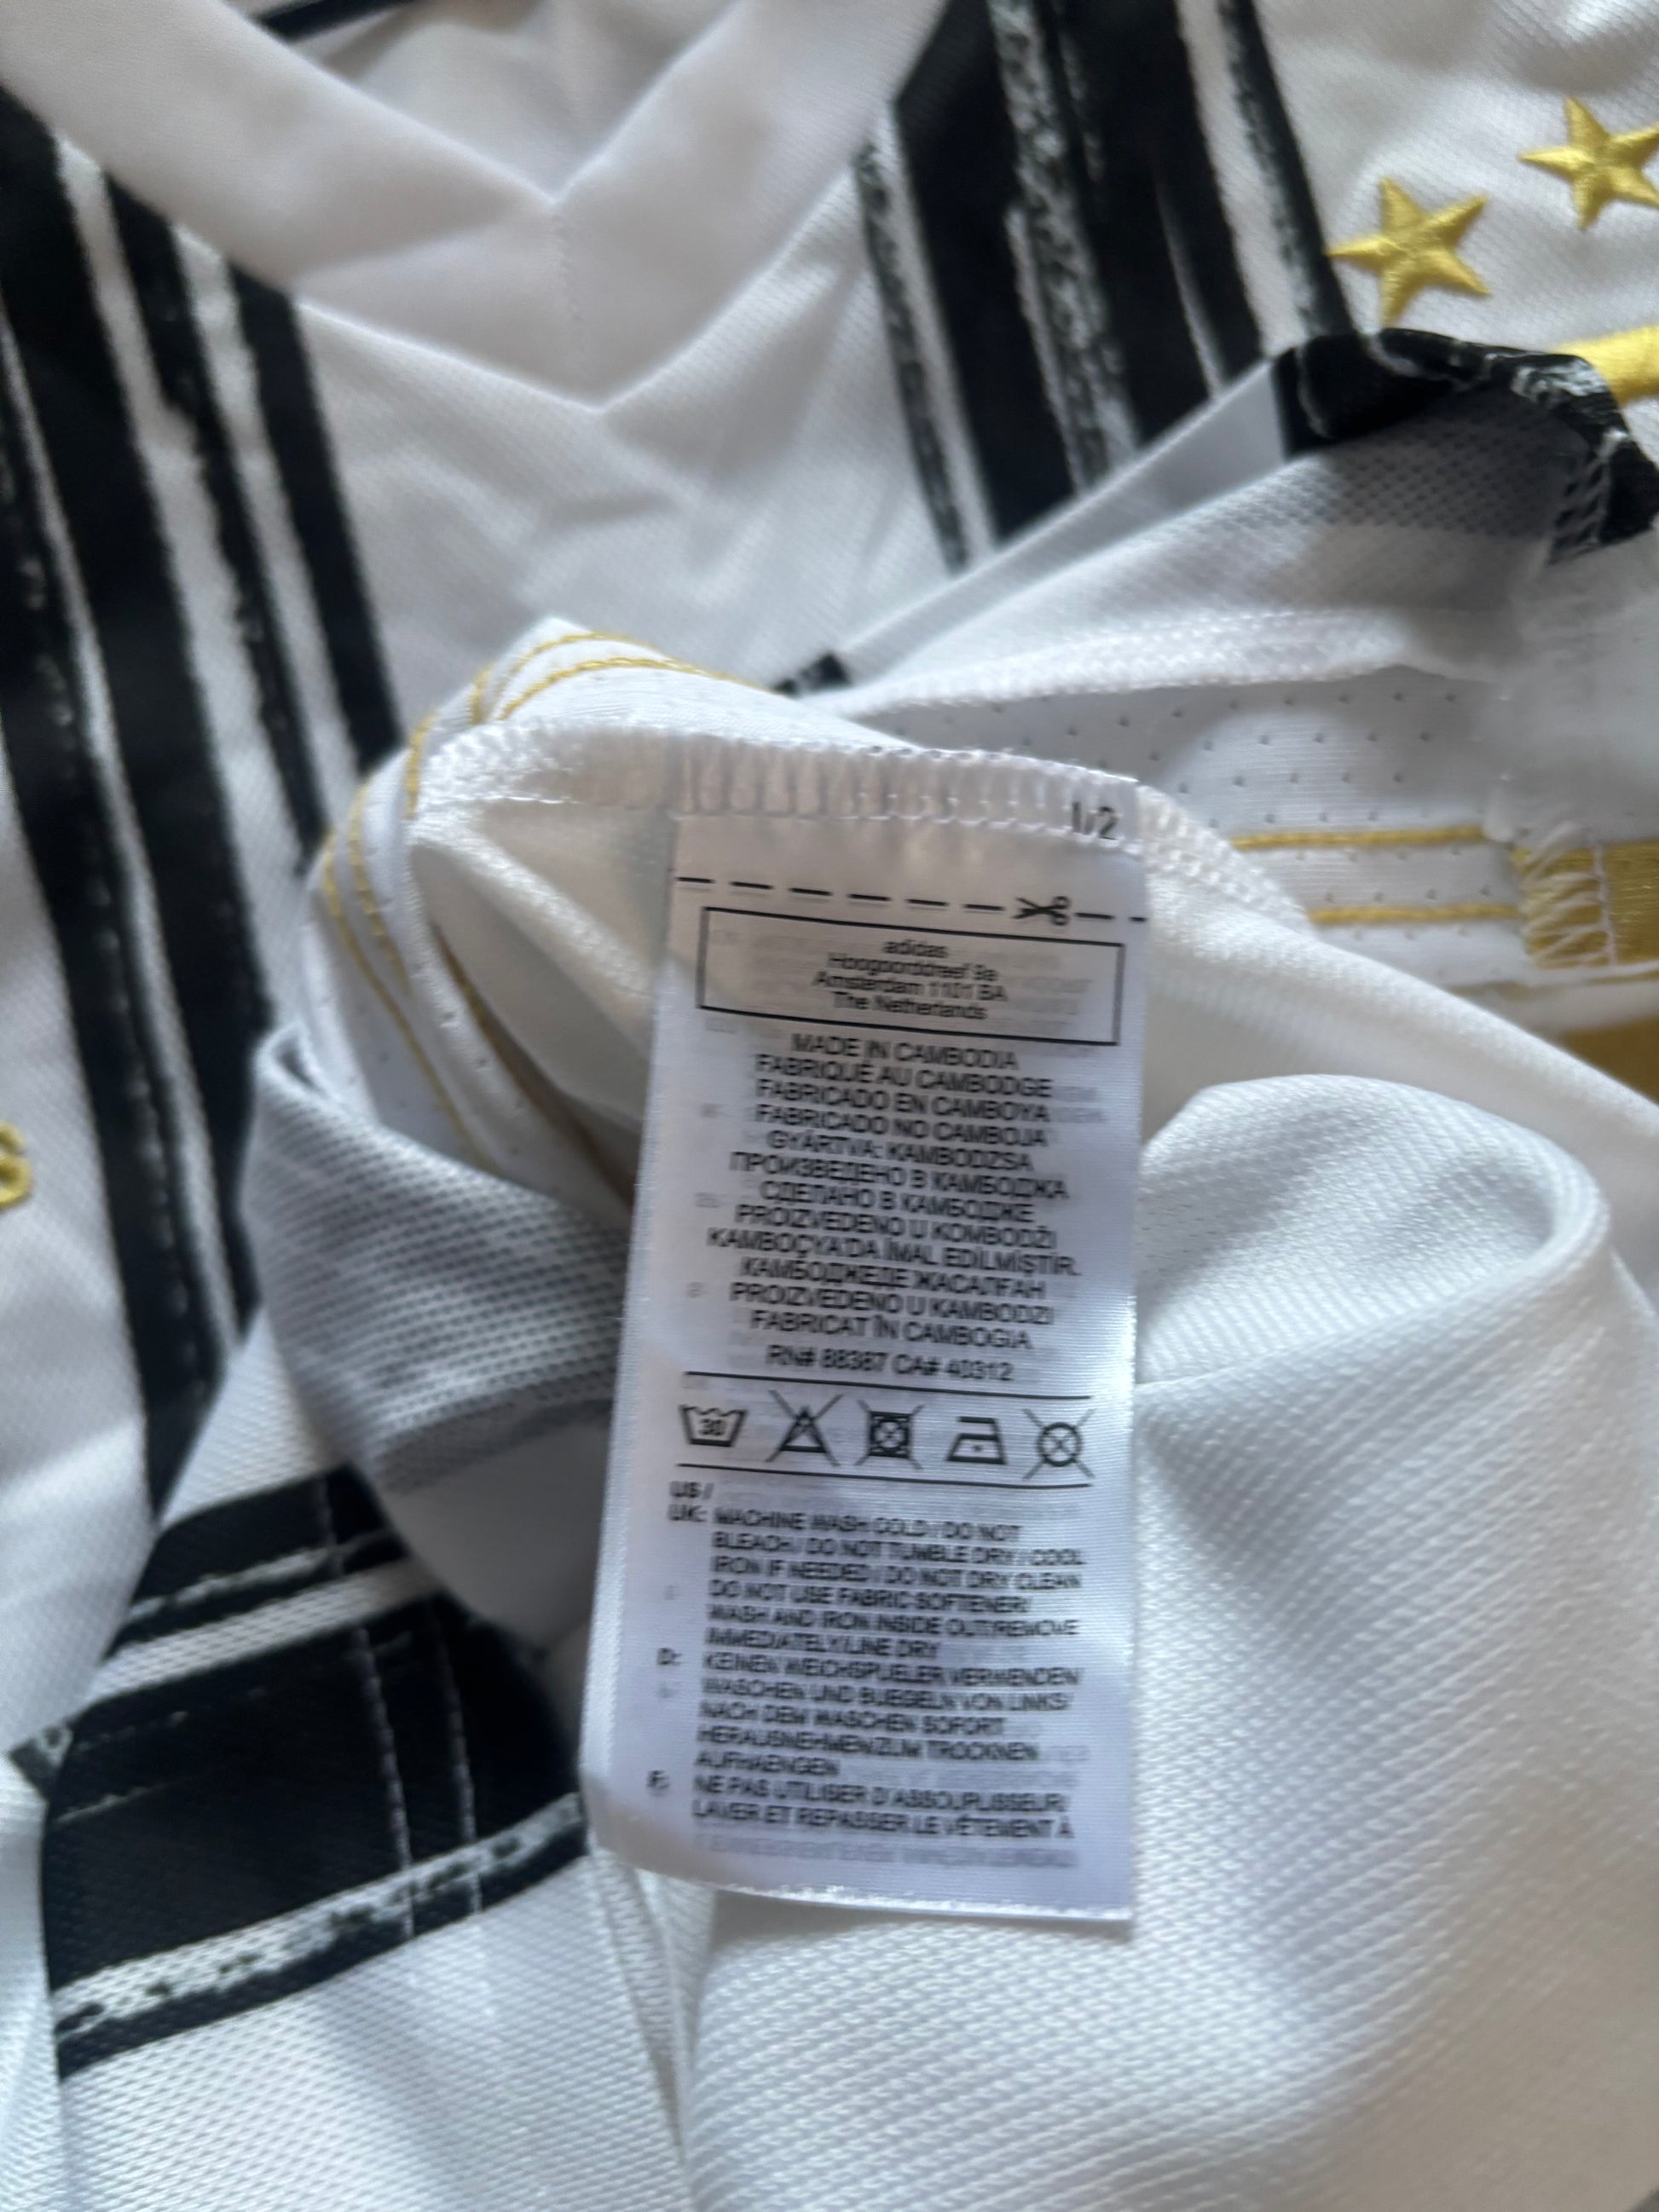 1/2
adidas
Hoogoorddreef 9a
Amsterdam 1101 BA
The Netherlands
MADE IN CAMBODIA
FABRIQUÉ AU CAMBODGE
FABRICADO EN CAMBOYA
FABRICADO NO CAMBOJA
GYÁRTVA: KAMBODZSA
ПРОИЗВЕДЕНО В КАМБОДЖА
СДЕЛАНО В КАМБОДЖЕ
PROIZVEDENO U KOMBODŽI
KAMBOÇYA'DA İMAL EDİLMİSTİR.
КАМБОДЖЕДЕ ЖАСАЛҒАН
PROIZVEDENO U KAMBODZI
FABRICAT ÎN CAMBOGIA
RN# 88387 CA# 40312
30
US /
UK: MACHINE WASH COLD / DO NOT
BLEACH / DO NOT TUMBLE DRY / COOL
IRON IF NEEDED / DO NOT DRY CLEAN
DO NOT USE FABRIC SOFTENER/
WASH AND IRON INSIDE OUT/REMOVE
IMMEDIATELY/LINE DRY
D: KEINEN WEICHSPUELER VERWENDEN
WASCHEN UND BUEGELN VON LINKS/
NACH DEM WASCHEN SOFORT
HERAUSNEHMEN/ZUM TROCKNEN
AUFHAENGEN
F: NE PAS UTILISER D'ASSOUPLISSEUR/
LAVER ET REPASSER LE VÊTEMENT À